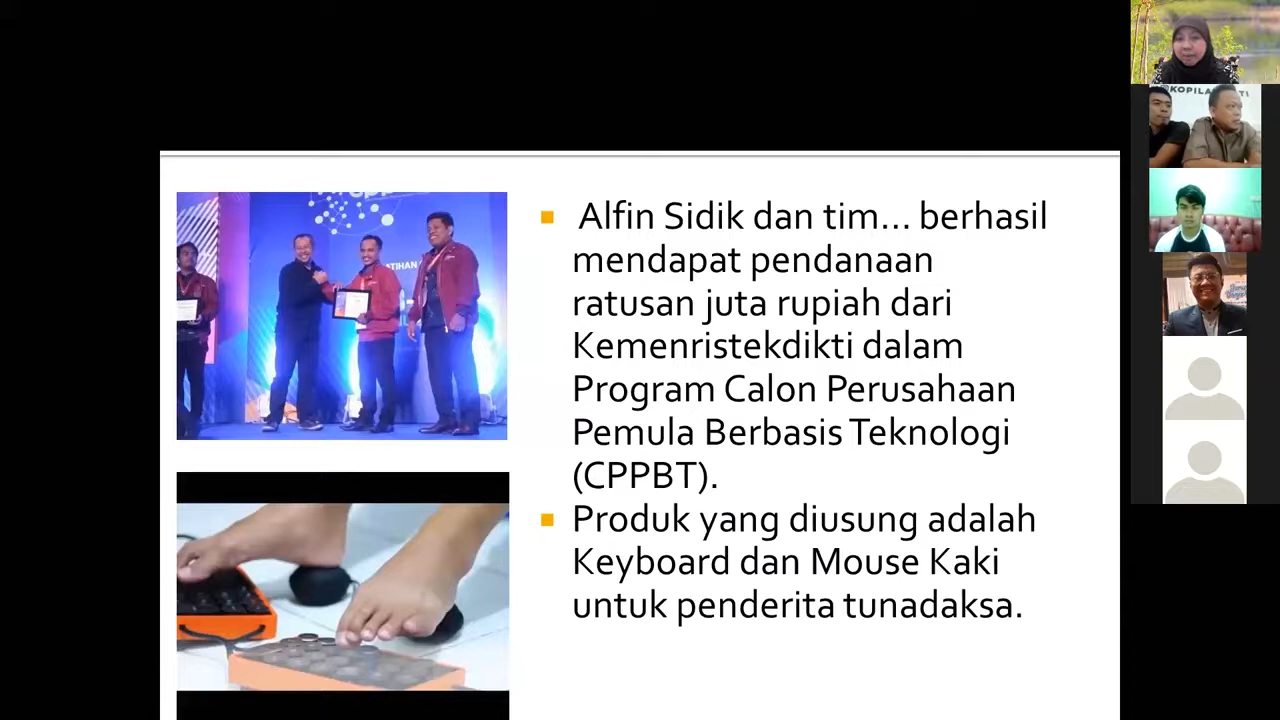 Alfin Sidik dan tim... berhasil
mendapat pendanaan
ratusan juta rupiah dari
Kemenristekdikti dalam
Program Calon Perusahaan
Pemula Berbasis Teknologi
(CPPBT).
Produk yang diusung adalah
Keyboard dan Mouse Kaki
untuk penderita tunadaksa.